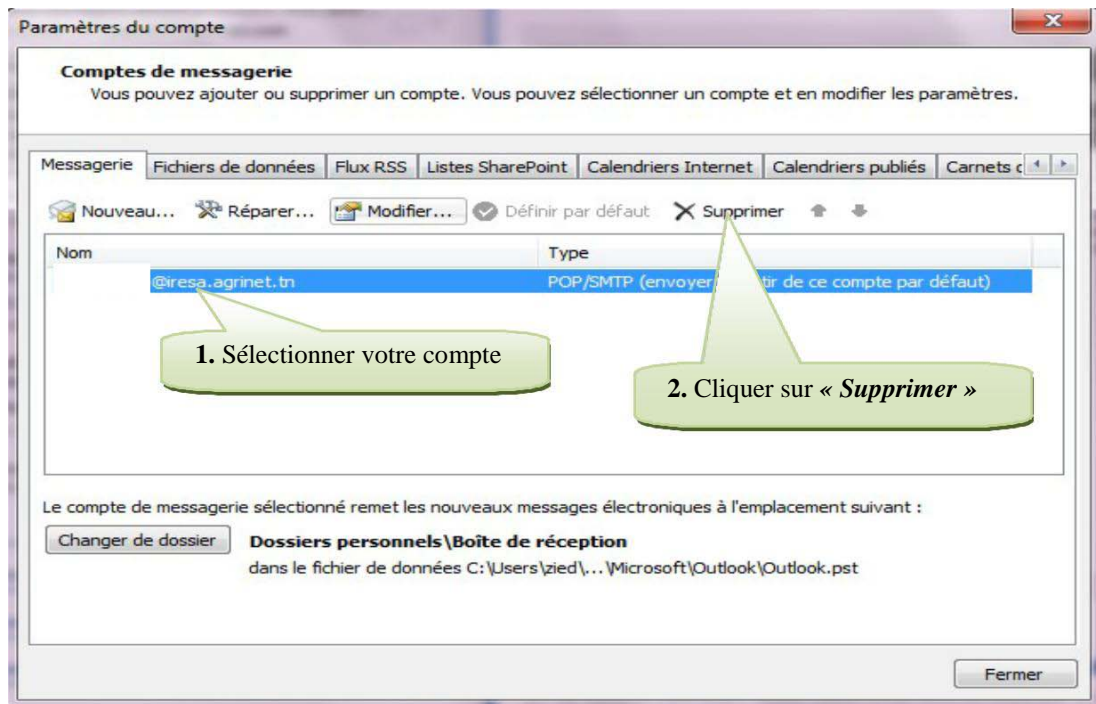 Paramètres du compte
Comptes de messagerie
Vous pouvez ajouter ou supprimer un compte. Vous pouvez sélectionner un compte et en modifier les paramètres.
Messagerie Fichiers de données Flux RSS Listes SharePoint Calendriers Internet Calendriers publiés Carnets
Nouveau... Réparer... Modifier... Définir par défaut Supprimer
Nom Type
@iresa.agrinet.tn POP/SMTP (envoyer de ce compte par défaut)
1. Sélectionner votre compte
2. Cliquer sur « Supprimer »
Le compte de messagerie sélectionné remet les nouveaux messages électroniques à l'emplacement suivant :
Changer de dossier Dossiers personnels\Boîte de réception
dans le fichier de données C:\Users\zied\...\Microsoft\Outlook\Outlook.pst
Fermer